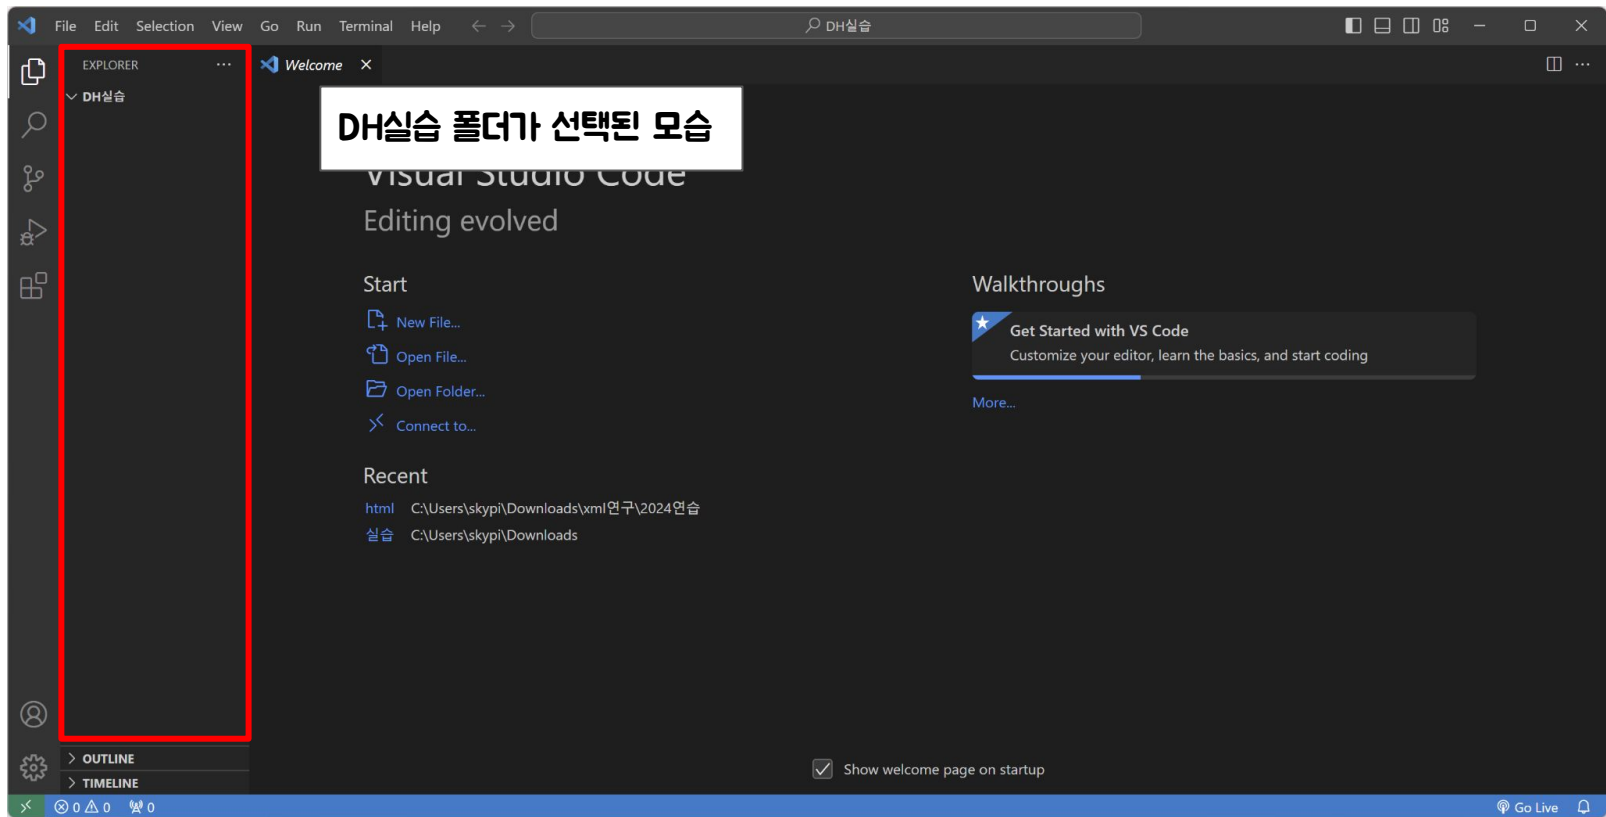 File Edit Selection View Go Run Terminal Help DH실습
EXPLORER
Welcome
DH실습
DH실습 폴더가 선택된 모습
Visual Studio Code
Editing evolved
Start
New File...
Open File...
Open Folder...
Connect to...
Walkthroughs
Get Started with VS Code
Customize your editor, learn the basics, and start coding
More...
Recent
html C:\Users\skypi\Downloads\xml연구\2024연습
실습 C:\Users\skypi\Downloads
OUTLINE
TIMELINE
Show welcome page on startup
0 0 0 Go Live